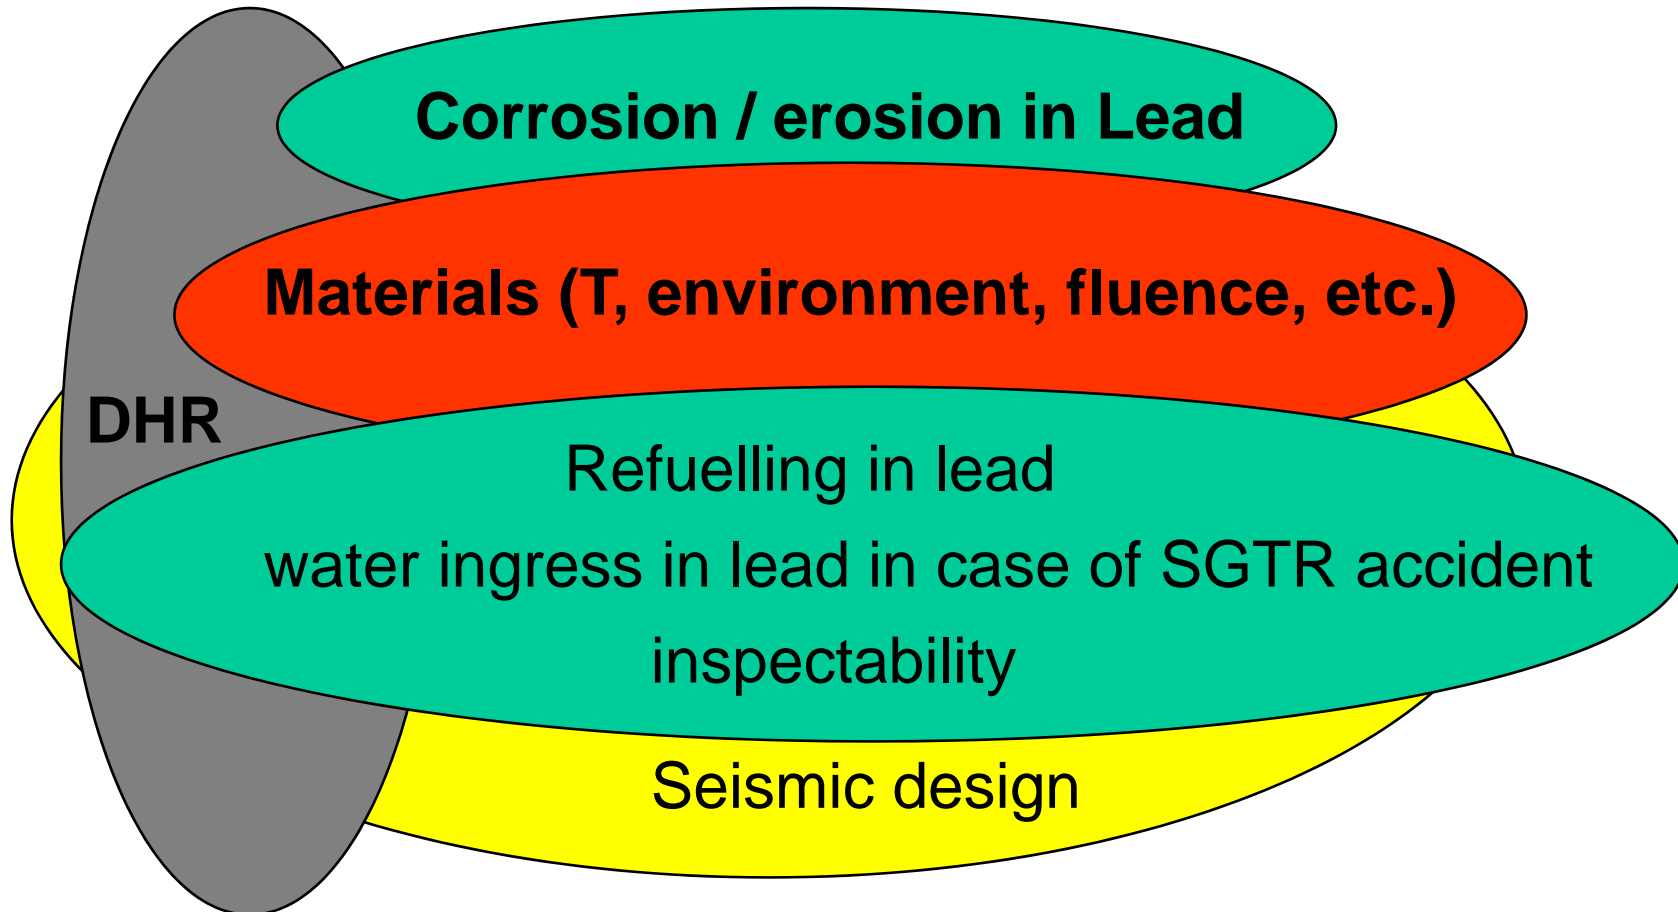 Corrosion / erosion in Lead
Materials (T, environment, fluence, etc.)
DHR
Refuelling in lead
water ingress in lead in case of SGTR accident
inspectability
Seismic design